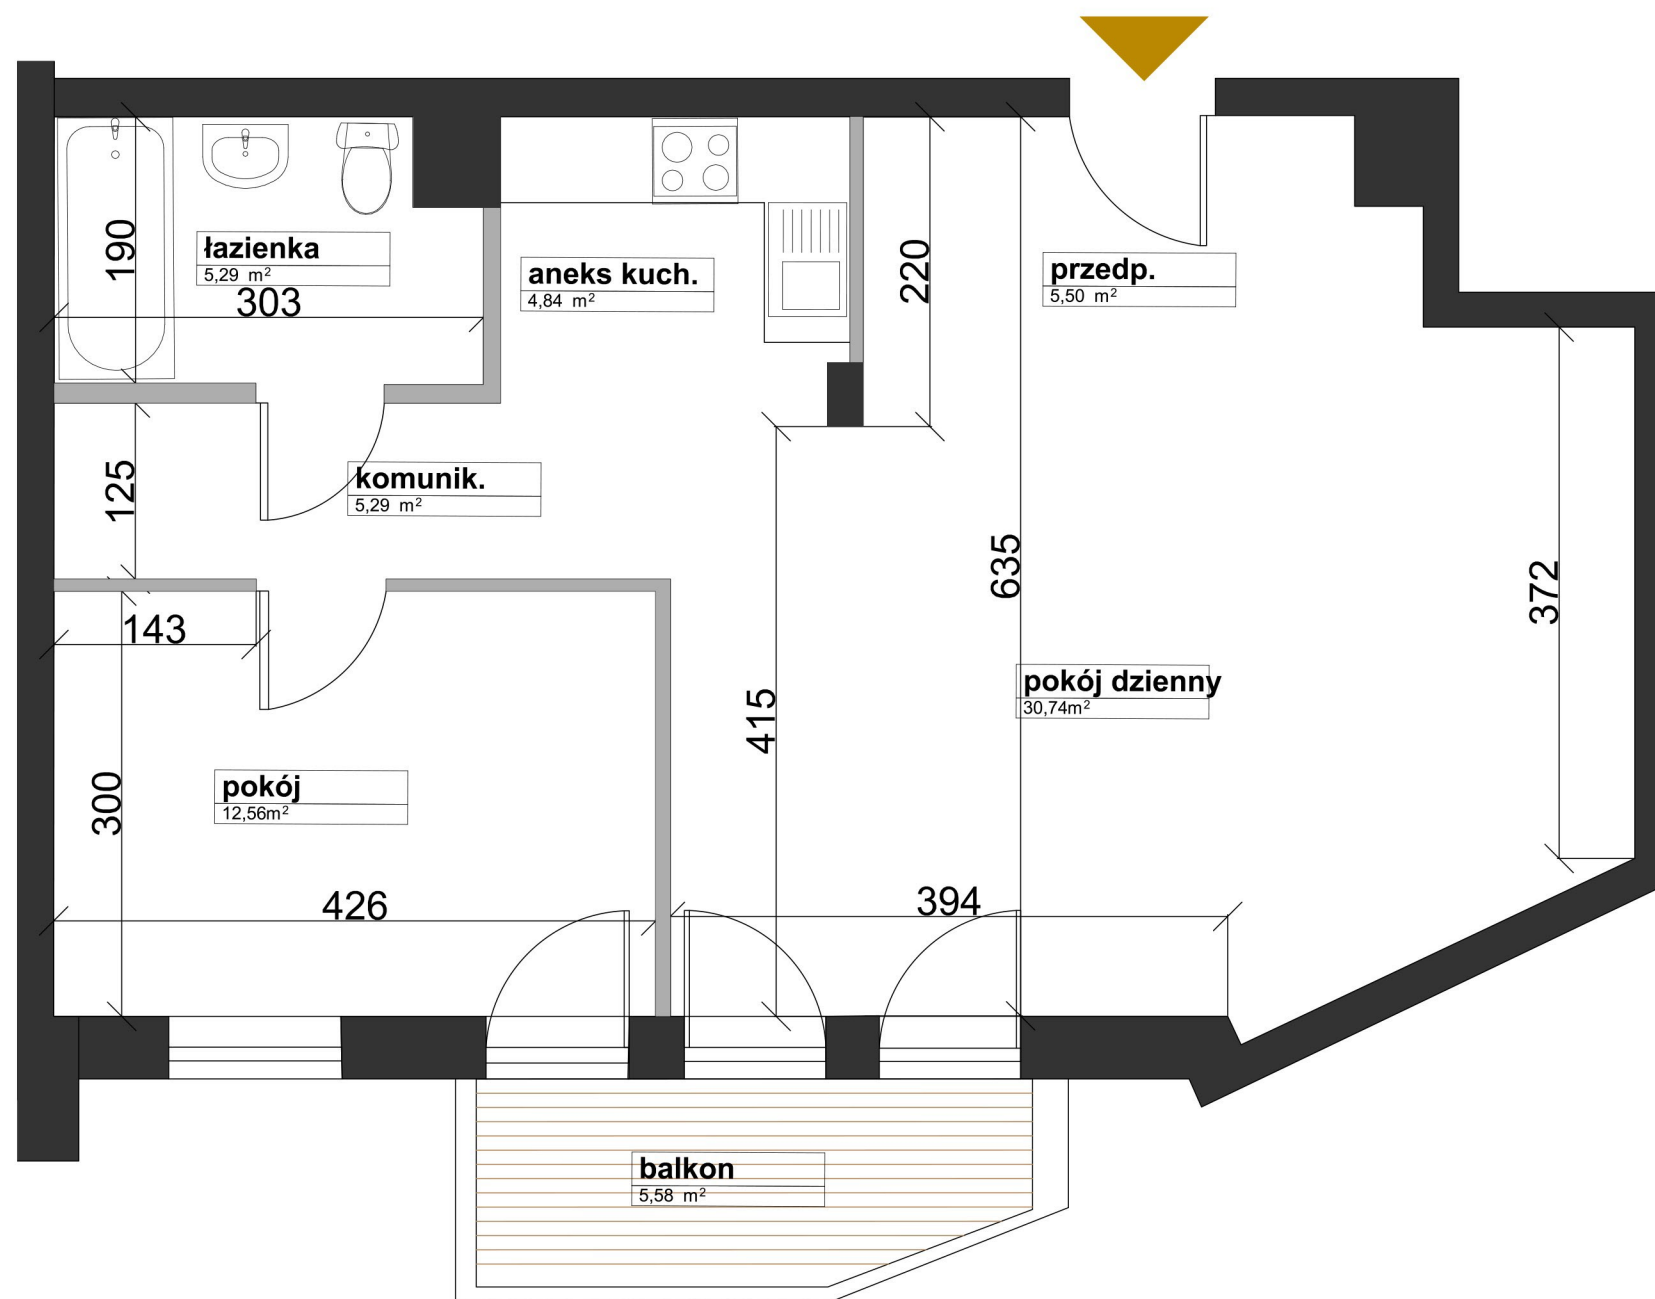 190
łazienka
5,29 m²
303
aneks kuch.
4,84 m²
220
przedp.
5,50 m²
125
komunik.
5,29 m²
635
372
143
415
pokój dzienny
30,74m²
300
pokój
12,56m²
426
394
balkon
5,58 m²